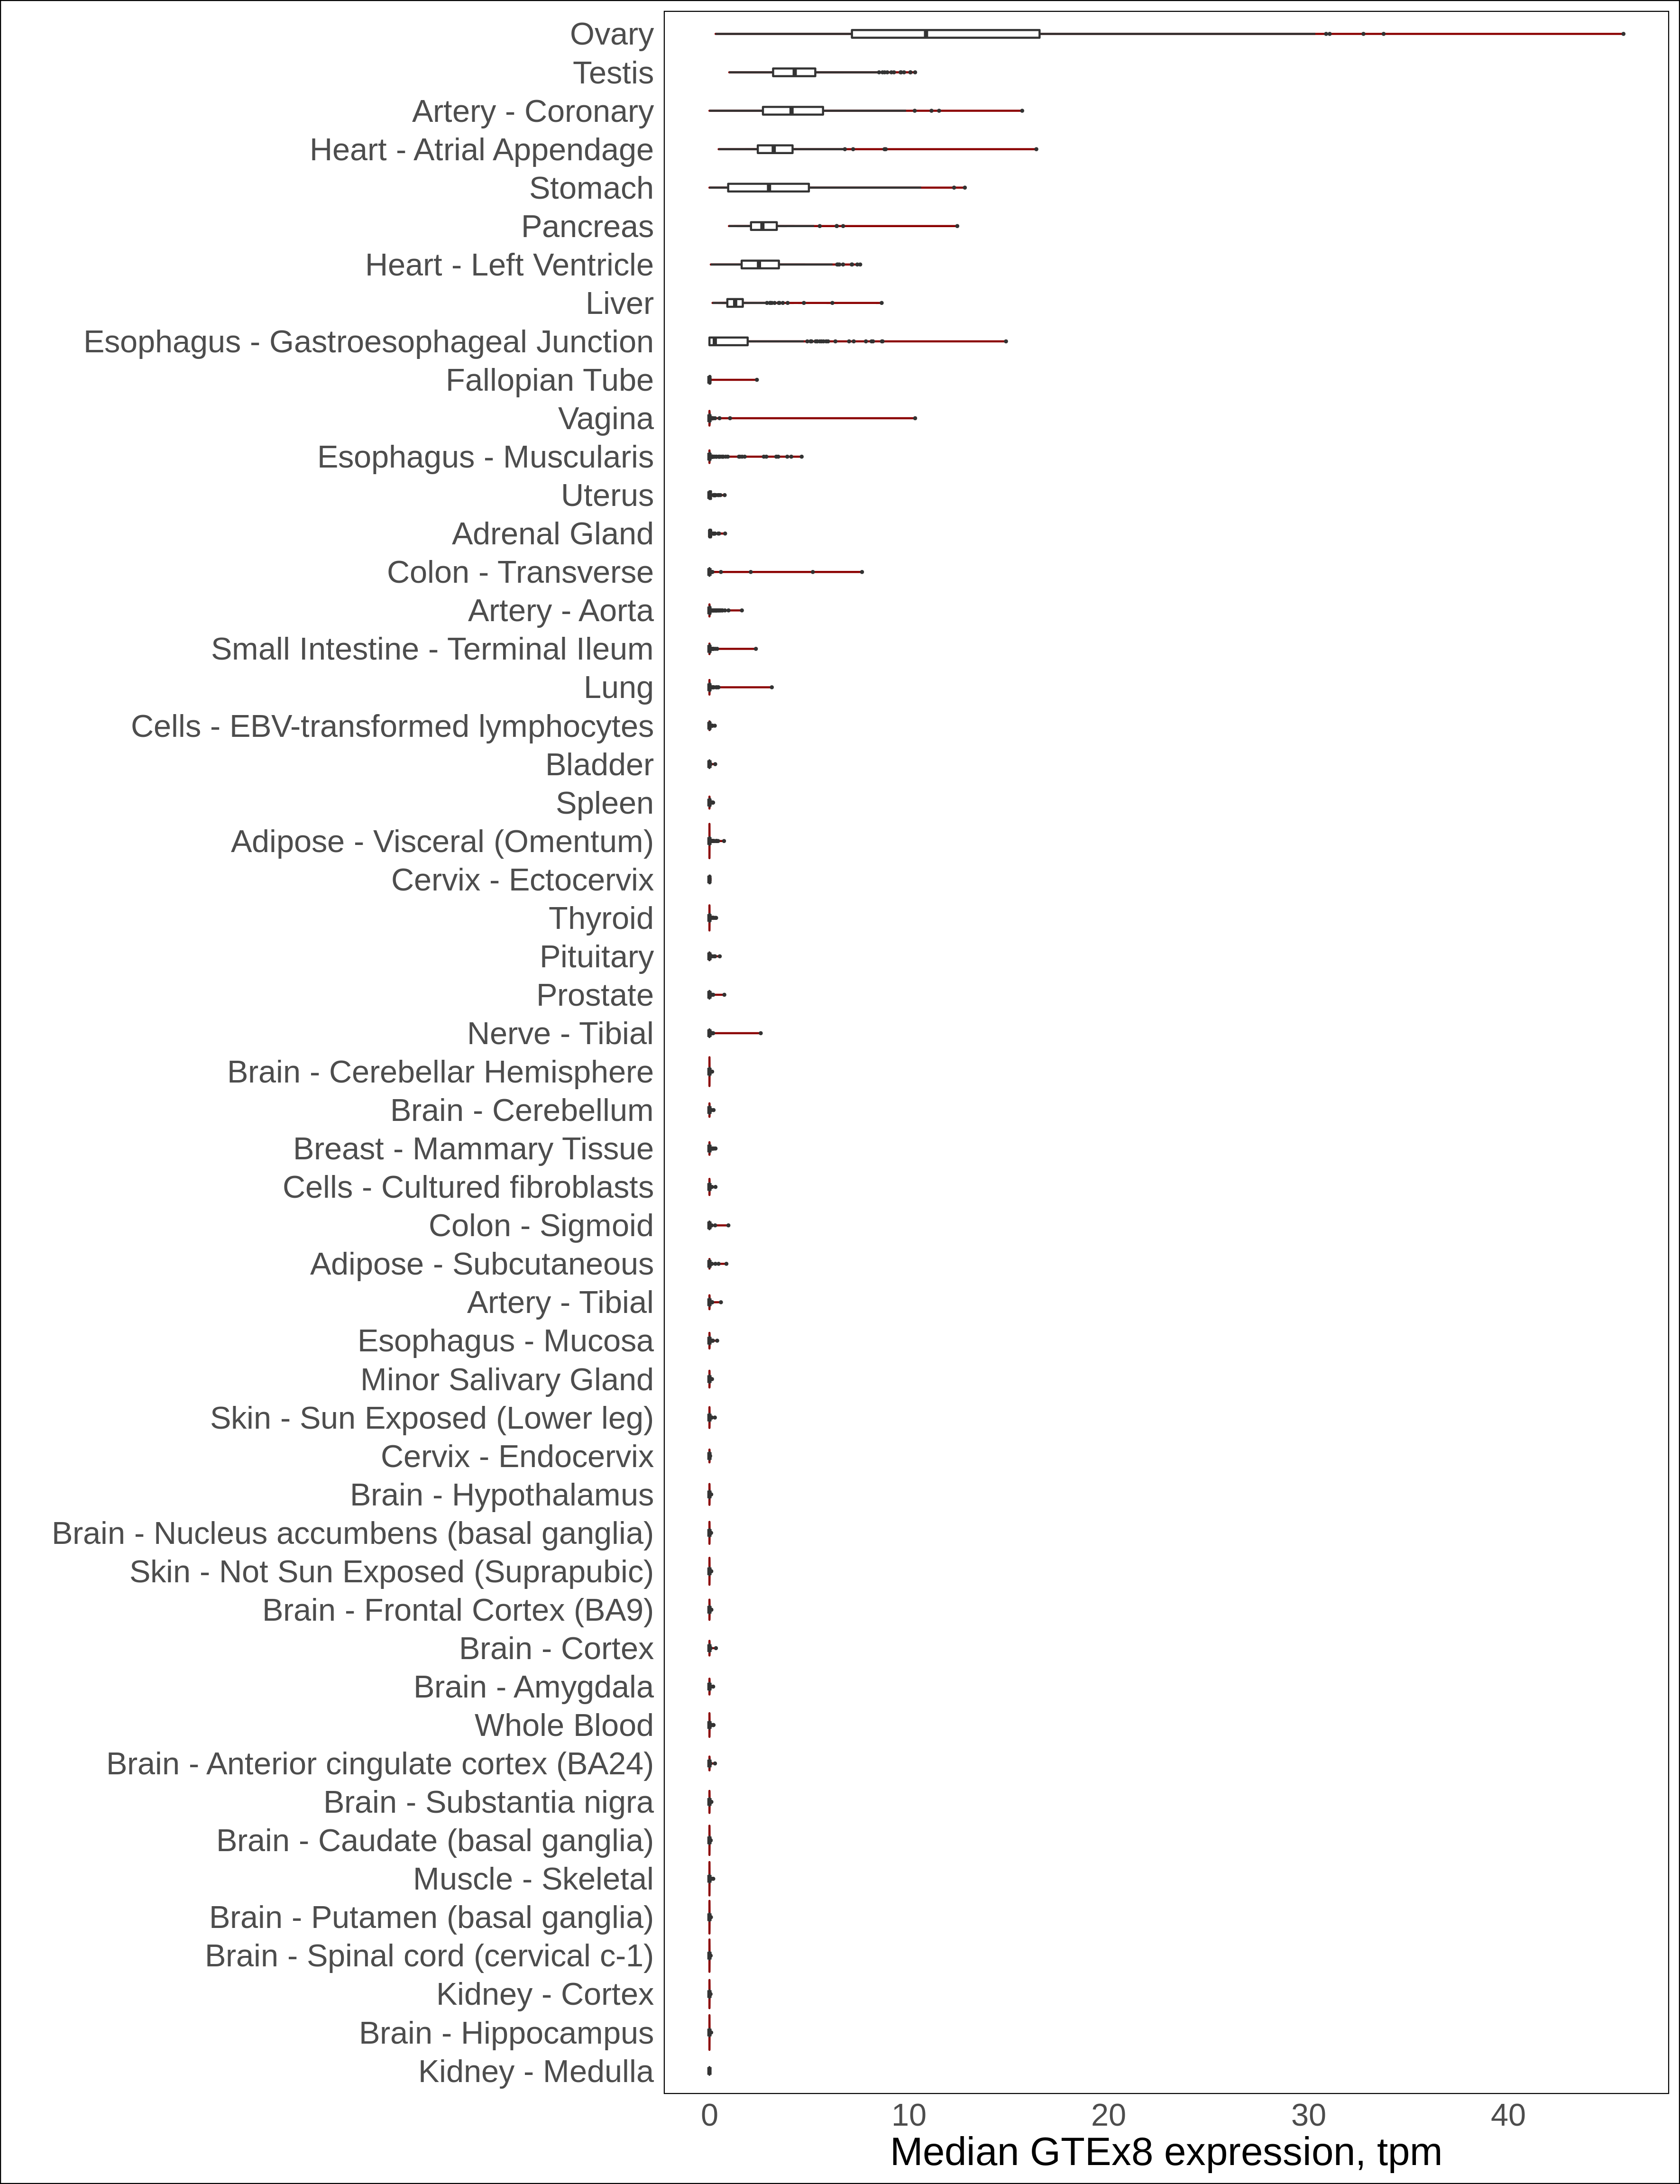 Ovary
Testis
Artery - Coronary
Heart - Atrial Appendage
Stomach
Pancreas
Heart - Left Ventricle
Liver
Esophagus - Gastroesophageal Junction
Fallopian Tube
Vagina
Esophagus - Muscularis
Uterus
Adrenal Gland
Colon - Transverse
Artery - Aorta
Small Intestine - Terminal Ileum
Lung
Cells - EBV-transformed lymphocytes
Bladder
Spleen
Adipose - Visceral (Omentum)
Cervix - Ectocervix
Thyroid
Pituitary
Prostate
Nerve - Tibial
Brain - Cerebellar Hemisphere
Brain - Cerebellum
Breast - Mammary Tissue
Cells - Cultured fibroblasts
Colon - Sigmoid
Adipose - Subcutaneous
Artery - Tibial
Esophagus - Mucosa
Minor Salivary Gland
Skin - Sun Exposed (Lower leg)
Cervix - Endocervix
Brain - Hypothalamus
Brain - Nucleus accumbens (basal ganglia)
Skin - Not Sun Exposed (Suprapubic)
Brain - Frontal Cortex (BA9)
Brain - Cortex
Brain - Amygdala
Whole Blood
Brain - Anterior cingulate cortex (BA24)
Brain - Substantia nigra
Brain - Caudate (basal ganglia)
Muscle - Skeletal
Brain - Putamen (basal ganglia)
Brain - Spinal cord (cervical c-1)
Kidney - Cortex
Brain - Hippocampus
Kidney - Medulla
0 10 20 30 40
Median GTEx8 expression, tpm